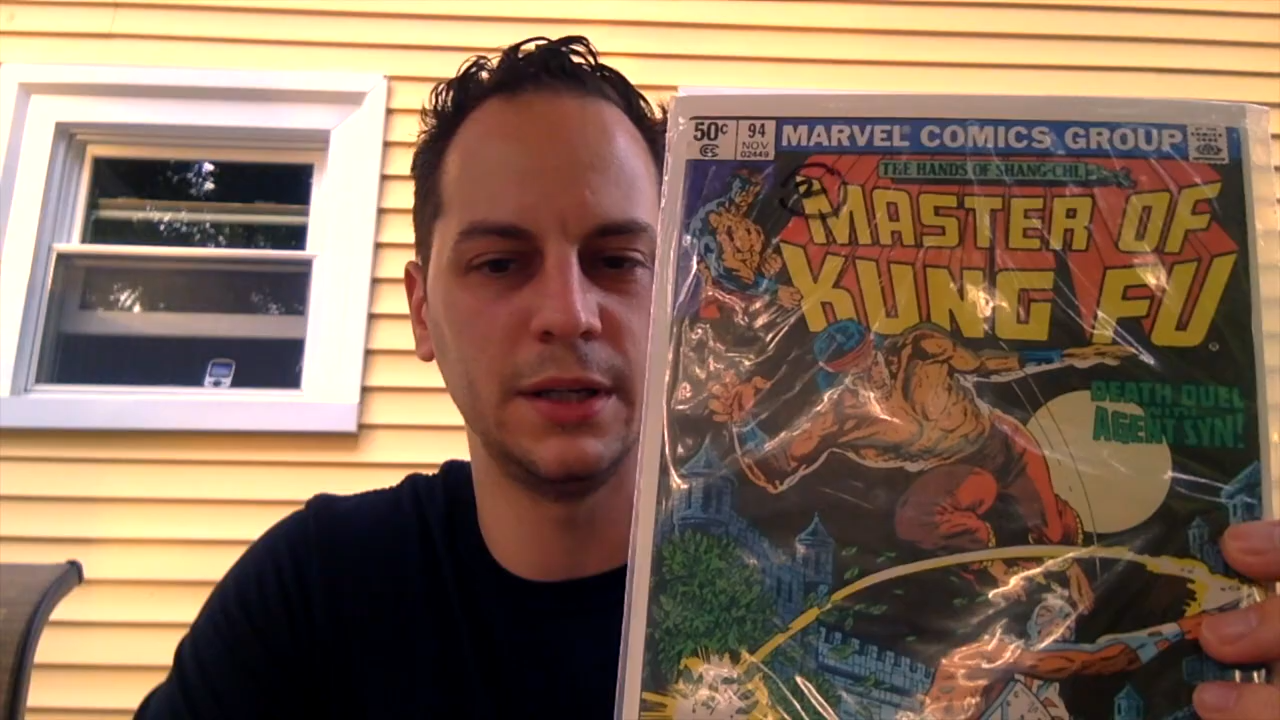 50¢
94
NOV
02449
MARVEL COMICS GROUP
THE HANDS OF SHANG-CHI,
MASTER OF
KUNG FU
DEATH DUEL
WITH
AGENT SYN!